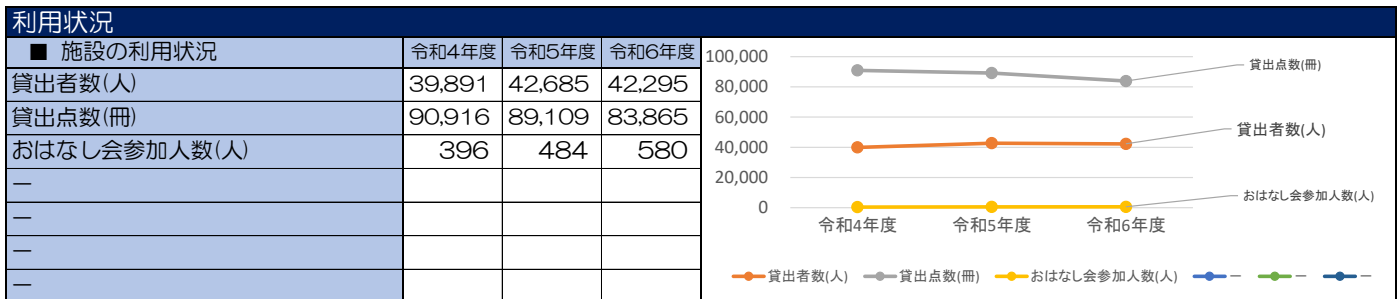 利用状況
■ 施設の利用状況 令和4年度 令和5年度 令和6年度
貸出者数(人) 39,891 42,685 42,295
貸出点数(冊) 90,916 89,109 83,865
おはなし会参加人数(人) 396 484 580
ー
ー
ー
ー
100,000
80,000
60,000
40,000
20,000
0
令和4年度 令和5年度 令和6年度
貸出点数(冊)
貸出者数(人)
おはなし会参加人数(人)
貸出者数(人) 貸出点数(冊) おはなし会参加人数(人) ー ー ー